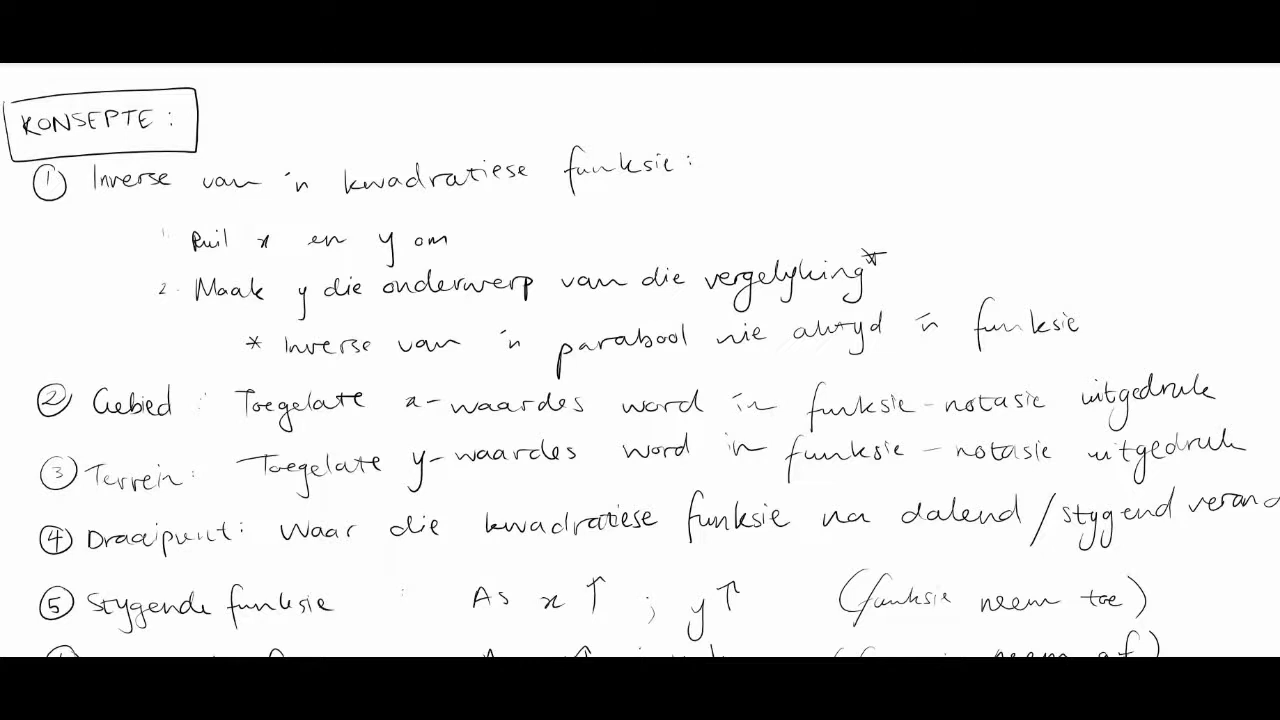 KONSEPTE:
① Inverse van 'n kwadratiese funksie:
1. Ruil x en y om
2. Maak y die onderwerp van die vergelyking*
* Inverse van 'n parabool nie altyd 'n funksie
② Gebied: Toegelate x-waardes word in funksie-notasie uitgedruk
③ Terrein: Toegelate y-waardes word in funksie-notasie uitgedruk
④ Draaipunt: Waar die kwadratiese funksie na dalend/stygend verand
⑤ Stygende funksie : As x ↑ ; y ↑ (funksie neem toe)
neem af)